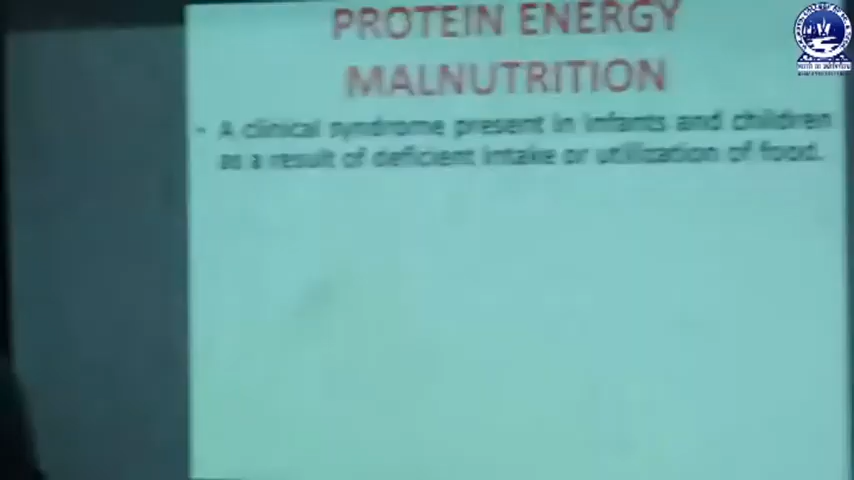 PROTEIN ENERGY
MALNUTRITION
• A clinical syndrome present in infants and children
as a result of deficient intake or utilization of food.